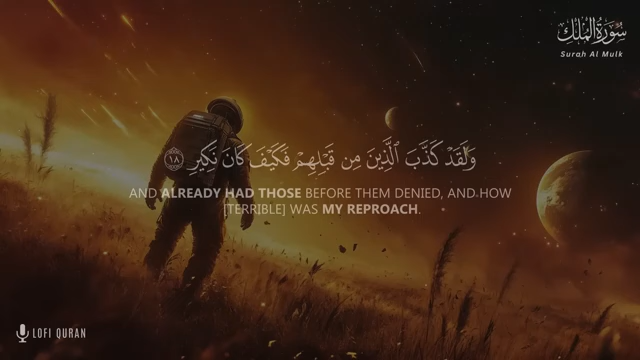 سُورَةُ المُلك
Surah Al Mulk
وَلَقَدْ كَذَّبَ ٱلَّذِينَ مِن قَبْلِهِمْ فَكَيْفَ كَانَ نَكِيرِ ١٨
AND ALREADY HAD THOSE BEFORE THEM DENIED, AND HOW
[TERRIBLE] WAS MY REPROACH.
LOFI QURAN